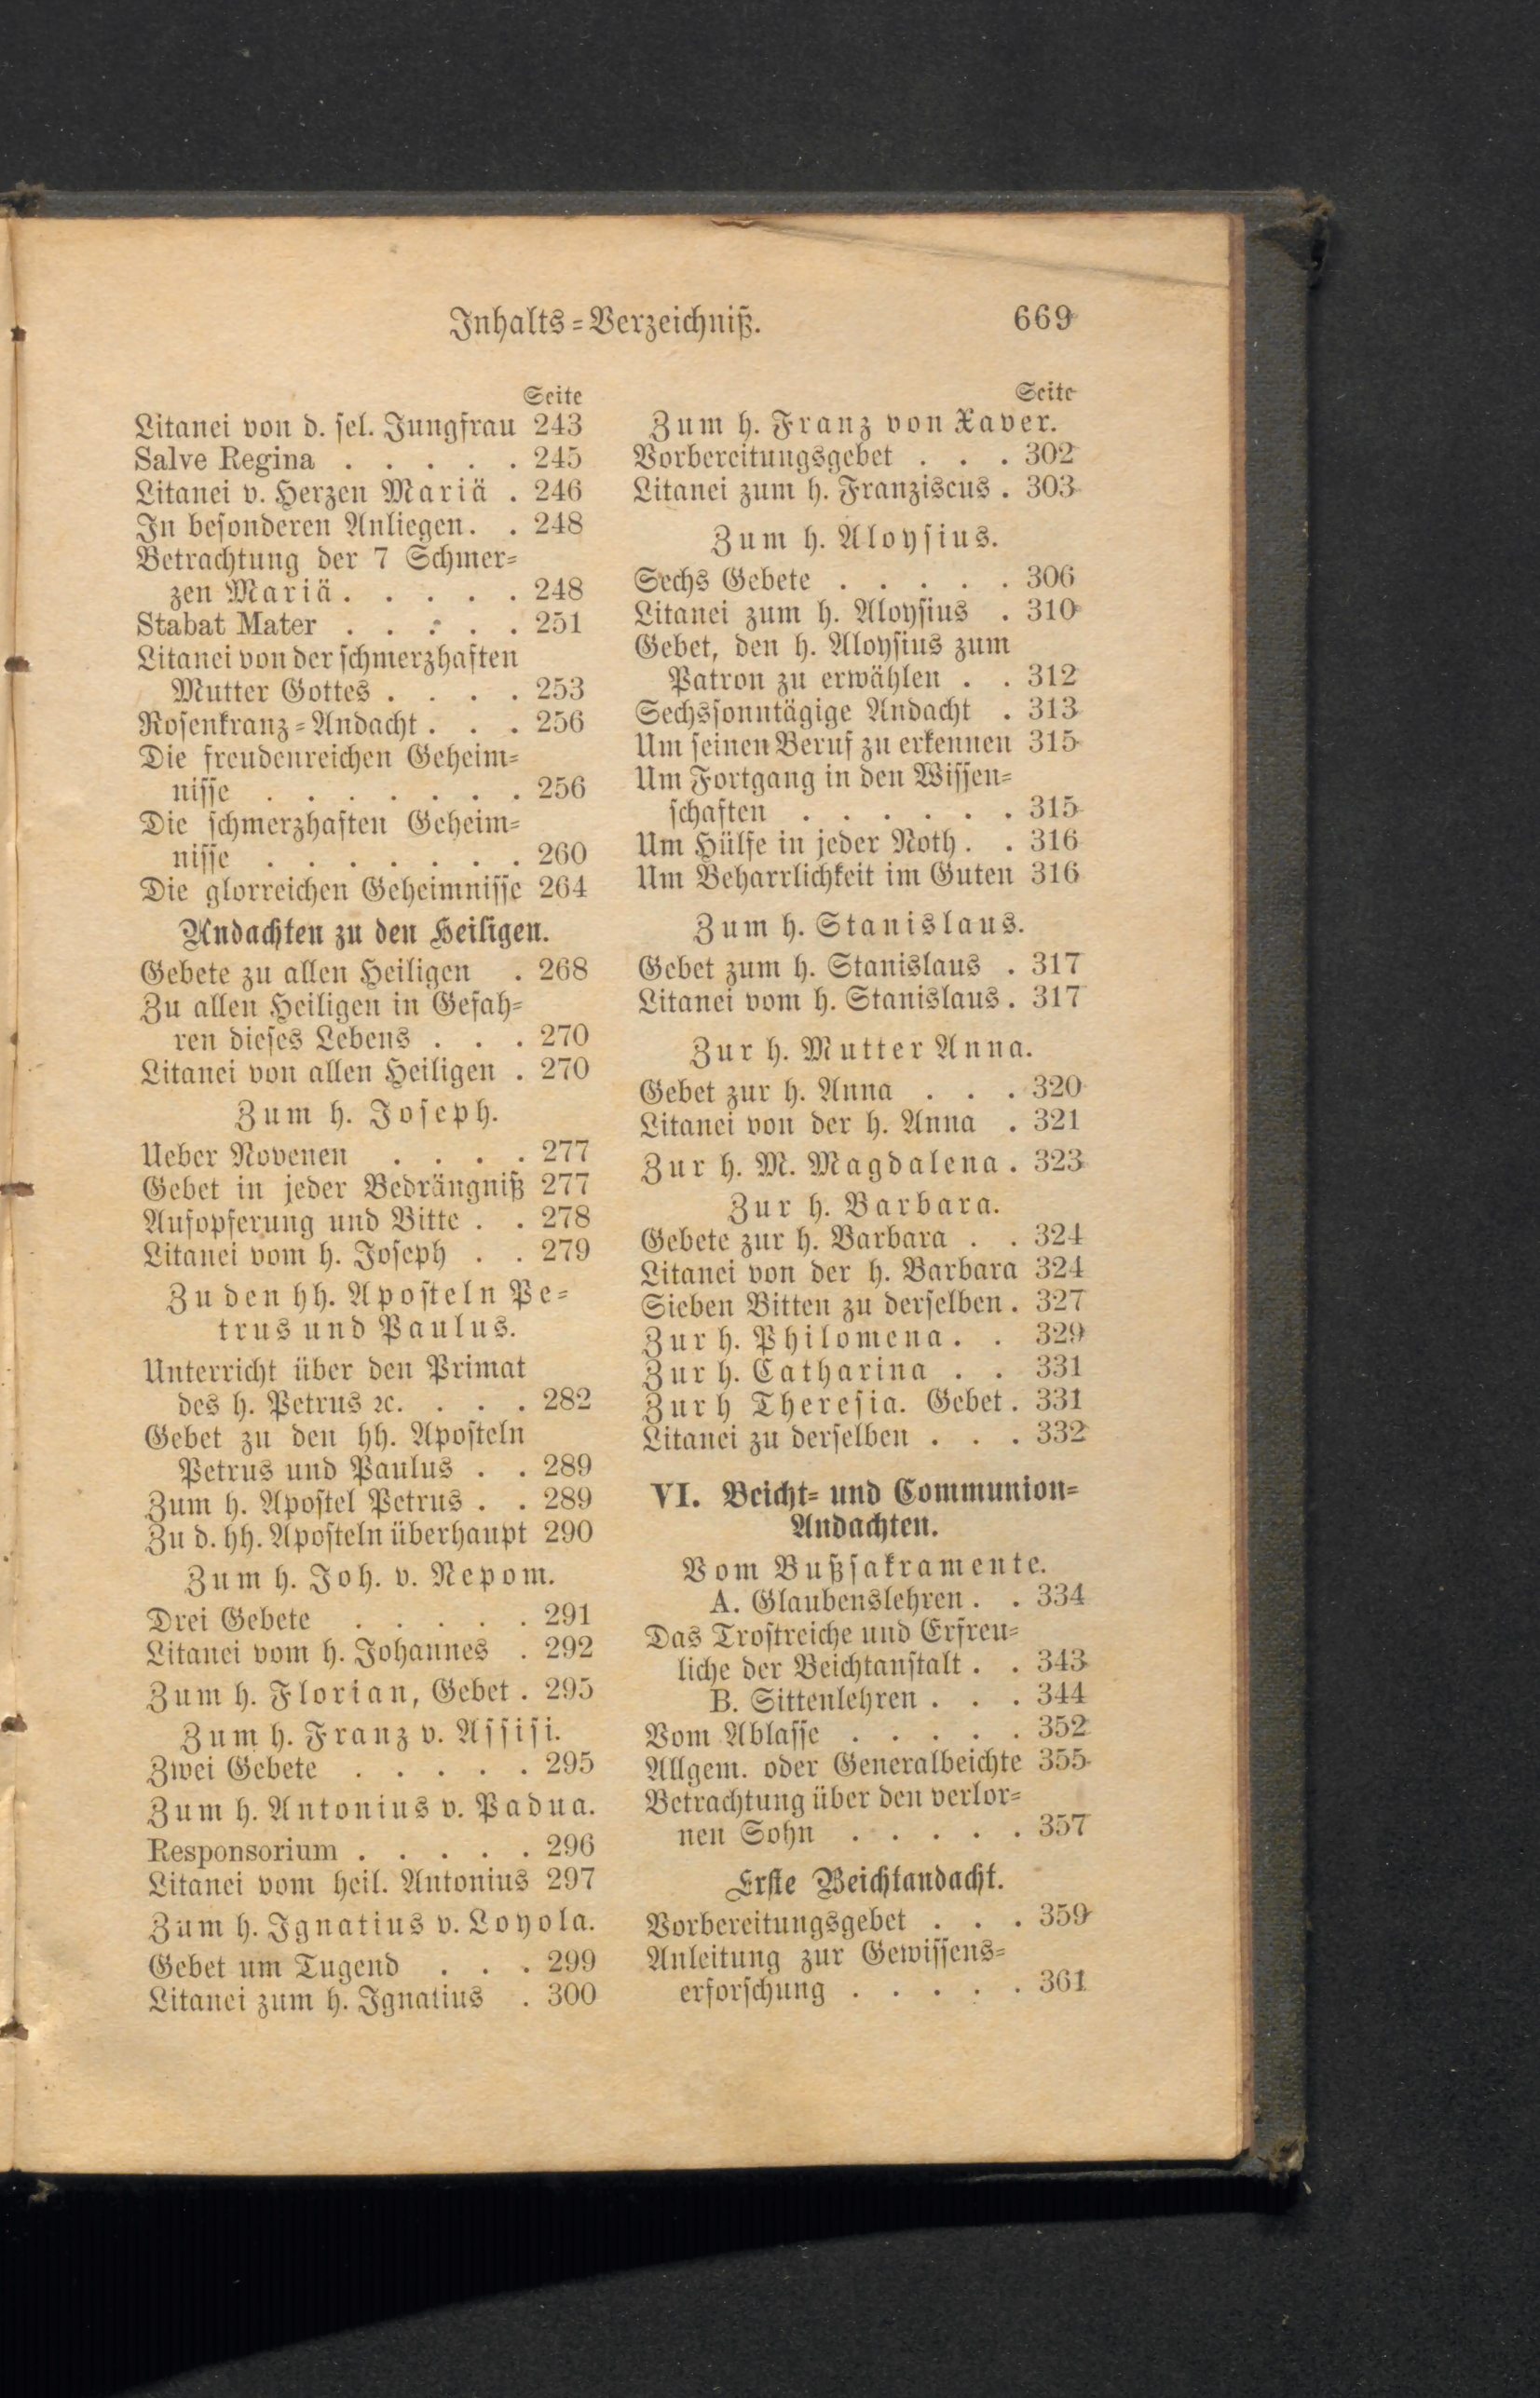 Inhalts-Verzeichniß. 669
Seite
Litanei von d. sel. Jungfrau 243
Salve Regina . . . . . 245
Litanei v. Herzen Mariä . 246
In besonderen Anliegen. . 248
Betrachtung der 7 Schmer-
zen Mariä. . . . . 248
Stabat Mater . . . . . 251
Litanei von der schmerzhaften
Mutter Gottes . . . . 253
Rosenkranz-Andacht . . . 256
Die freudenreichen Geheim-
nisse . . . . . . . 256
Die schmerzhaften Geheim-
nisse . . . . . . . 260
Die glorreichen Geheimnisse 264
Andachten zu den Heiligen.
Gebete zu allen Heiligen . 268
Zu allen Heiligen in Gefah-
ren dieses Lebens . . . 270
Litanei von allen Heiligen . 270
Zum h. Joseph.
Ueber Novenen . . . . 277
Gebet in jeder Bedrängniß 277
Aufopferung und Bitte . . 278
Litanei vom h. Joseph . . 279
Zu den hh. Aposteln Pe-
trus und Paulus.
Unterricht über den Primat
des h. Petrus ꝛc. . . . 282
Gebet zu den hh. Aposteln
Petrus und Paulus . . 289
Zum h. Apostel Petrus . . 289
Zu d. hh. Aposteln überhaupt 290
Zum h. Joh. v. Nepom.
Drei Gebete . . . . . 291
Litanei vom h. Johannes . 292
Zum h. Florian, Gebet . 295
Zum h. Franz v. Assisi.
Zwei Gebete . . . . . 295
Zum h. Antonius v. Padua.
Responsorium . . . . . 296
Litanei vom heil. Antonius 297
Zum h. Ignatius v. Loyola.
Gebet um Tugend . . . 299
Litanei zum h. Ignatius . 300
Seite
Zum h. Franz von Xaver.
Vorbereitungsgebet . . . 302
Litanei zum h. Franziscus . 303
Zum h. Aloysius.
Sechs Gebete . . . . . 306
Litanei zum h. Aloysius . 310
Gebet, den h. Aloysius zum
Patron zu erwählen . . 312
Sechssonntägige Andacht . 313
Um seinen Beruf zu erkennen 315
Um Fortgang in den Wissen-
schaften . . . . . . 315
Um Hülfe in jeder Noth . . 316
Um Beharrlichkeit im Guten 316
Zum h. Stanislaus.
Gebet zum h. Stanislaus . 317
Litanei vom h. Stanislaus . 317
Zur h. Mutter Anna.
Gebet zur h. Anna . . . 320
Litanei von der h. Anna . 321
Zur h. M. Magdalena . 323
Zur h. Barbara.
Gebete zur h. Barbara . . 324
Litanei von der h. Barbara 324
Sieben Bitten zu derselben . 327
Zur h. Philomena . . 329
Zur h. Catharina . . 331
Zur h Theresia. Gebet . 331
Litanei zu derselben . . . 332
VI. Beicht- und Communion-
Andachten.
Vom Bußsakramente.
A. Glaubenslehren . . 334
Das Trostreiche und Erfreu-
liche der Beichtanstalt . . 343
B. Sittenlehren . . . 344
Vom Ablasse . . . . . 352
Allgem. oder Generalbeichte 355
Betrachtung über den verlor-
nen Sohn . . . . . 357
Erste Beichtandacht.
Vorbereitungsgebet . . . 359
Anleitung zur Gewissens-
erforschung . . . . . 361